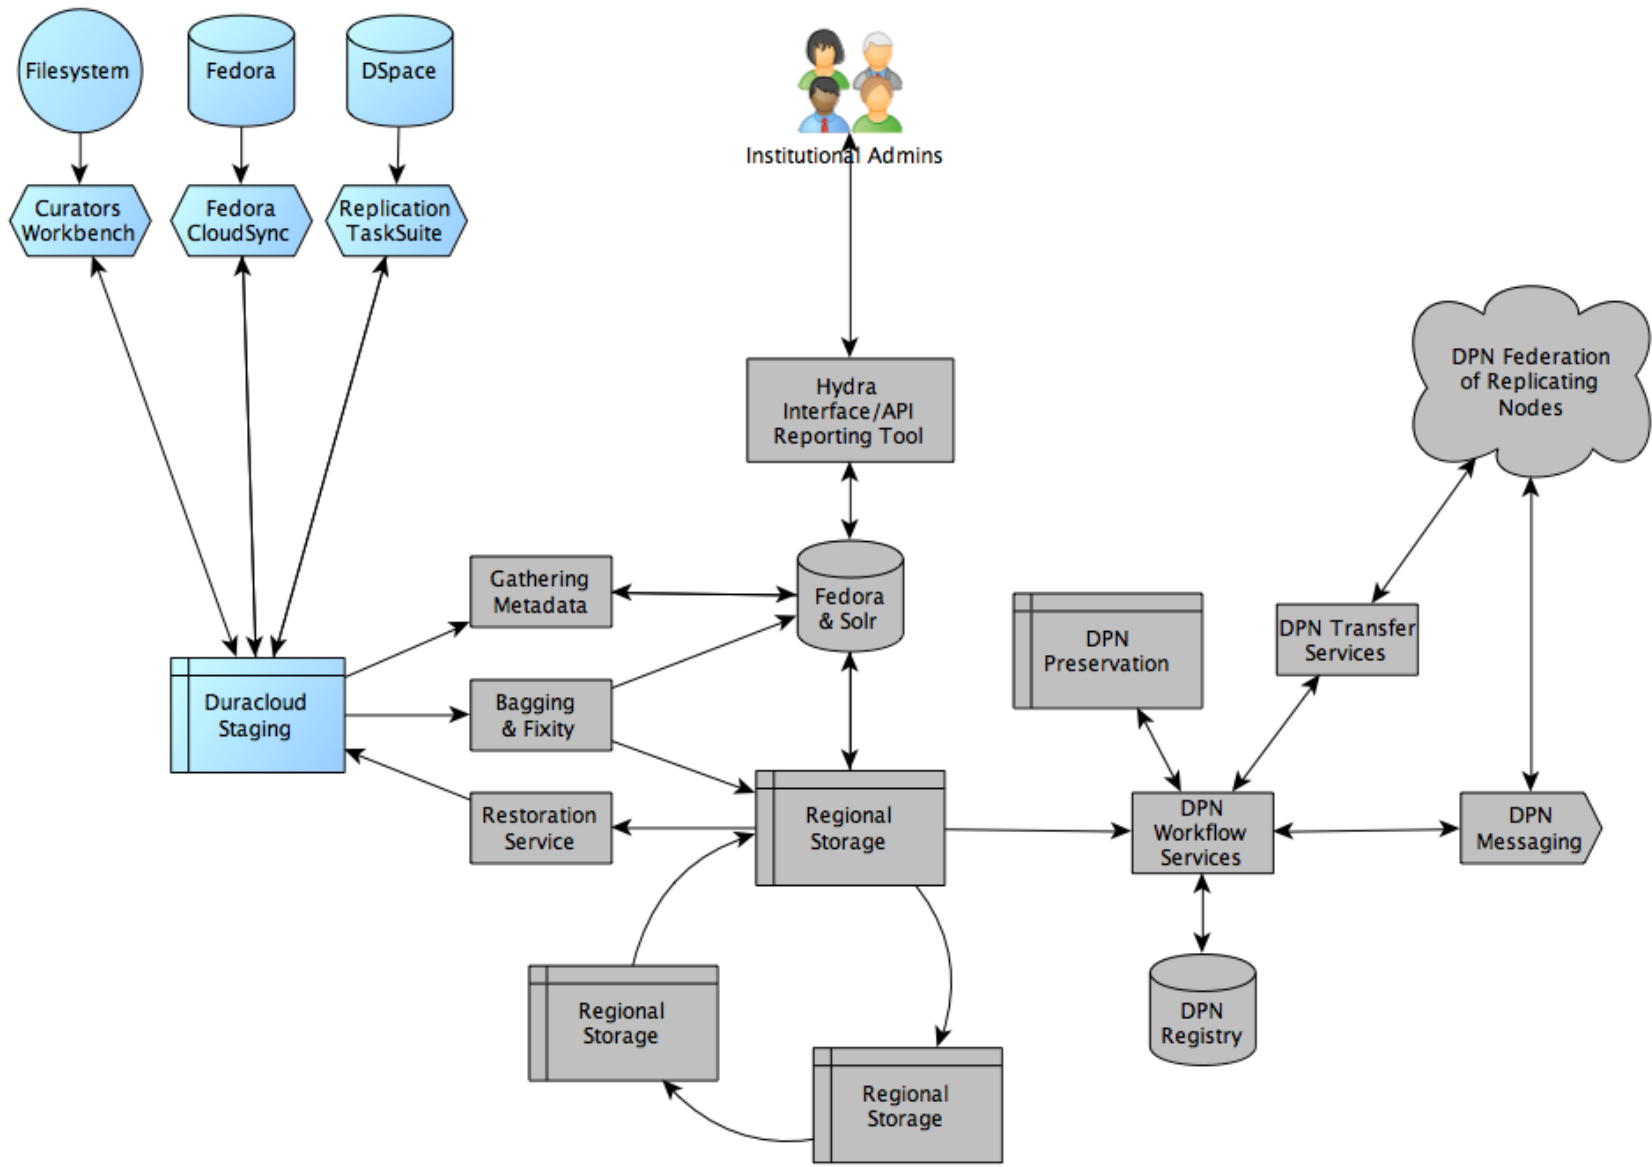 Filesystem
Fedora
DSpace
Institutional Admins
Curators
Workbench
Fedora
CloudSync
Replication
TaskSuite
Hydra
Interface/API
Reporting Tool
DPN Federation
of Replicating
Nodes
Gathering
Metadata
Fedora
& Solr
DPN
Preservation
DPN Transfer
Services
Duracloud
Staging
Bagging
& Fixity
Restoration
Service
Regional
Storage
DPN
Workflow
Services
DPN
Messaging
Regional
Storage
DPN
Registry
Regional
Storage